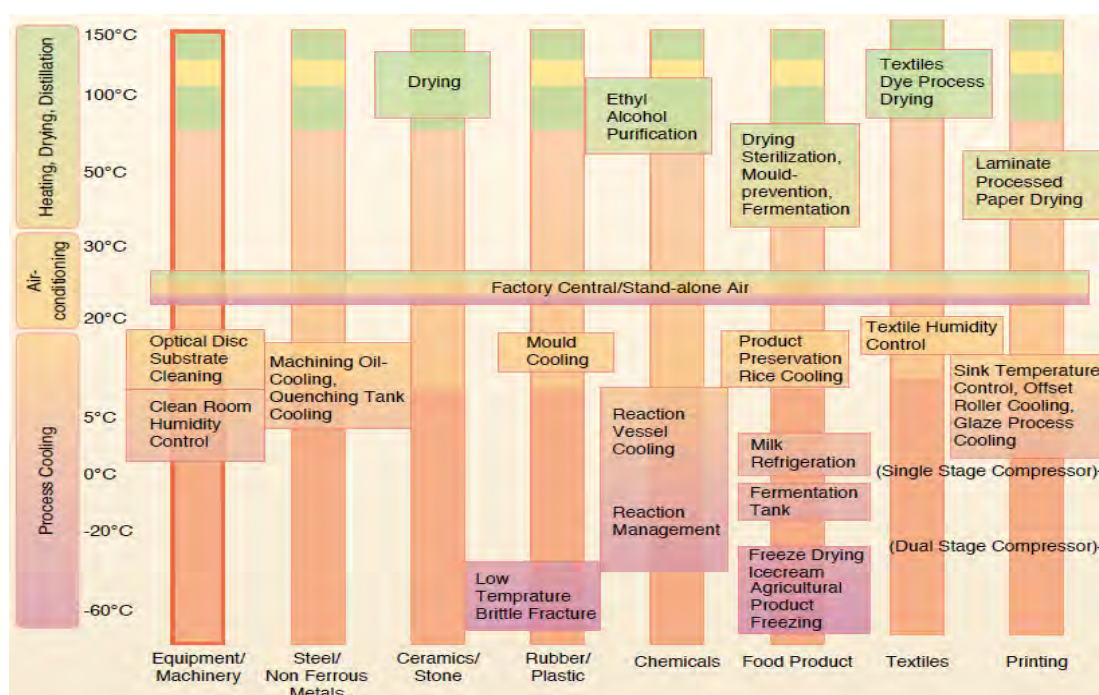 Heating, Drying, Distillation
Air-
conditioning
Process Cooling
150°C
100°C
50°C
30°C
20°C
5°C
0°C
-20°C
-60°C
Drying
Ethyl
Alcohol
Purification
Drying
Sterilization,
Mould-
prevention,
Fermentation
Textiles
Dye Process
Drying
Laminate
Processed
Paper Drying
Factory Central/Stand-alone Air
Optical Disc
Substrate
Cleaning
Clean Room
Humidity
Control
Machining Oil-
Cooling,
Quenching Tank
Cooling
Mould
Cooling
Reaction
Vessel
Cooling
Reaction
Management
Low
Temprature
Brittle Fracture
Product
Preservation
Rice Cooling
Milk
Refrigeration
Fermentation
Tank
Freeze Drying
Icecream
Agricultural
Product
Freezing
Textile Humidity
Control
Sink Temperature
Control, Offset
Roller Cooling,
Glaze Process
Cooling
(Single Stage Compressor)
(Dual Stage Compressor)
Equipment/
Machinery
Steel/
Non Ferrous
Metals
Ceramics/
Stone
Rubber/
Plastic
Chemicals
Food Product
Textiles
Printing